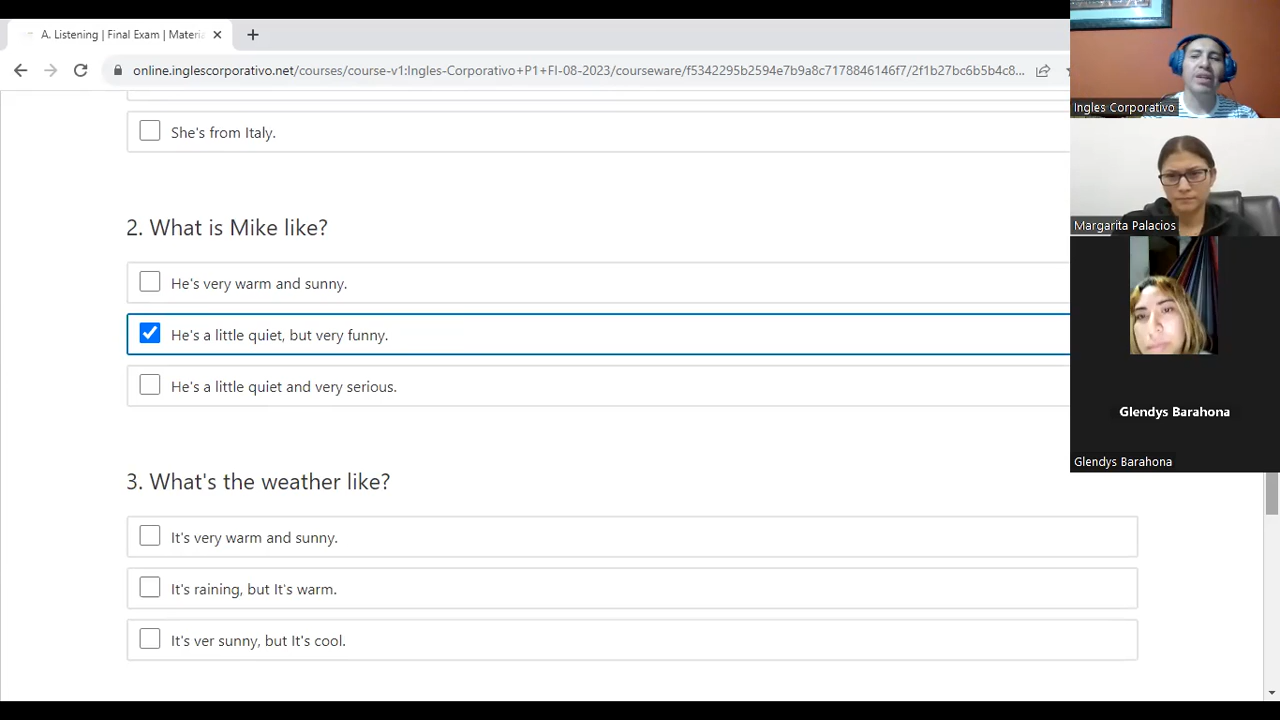 A. Listening | Final Exam | Materia
online.inglescorporativo.net/courses/course-v1:Ingles-Corporativo+P1+FI-08-2023/courseware/f5342295b2594e7b9a8c7178846146f7/2f1b27bc6b5b4c8...
She's from Italy.
2. What is Mike like?
He's very warm and sunny.
He's a little quiet, but very funny.
He's a little quiet and very serious.
3. What's the weather like?
It's very warm and sunny.
It's raining, but It's warm.
It's ver sunny, but It's cool.
Ingles Corporativo
Margarita Palacios
Glendys Barahona
Glendys Barahona